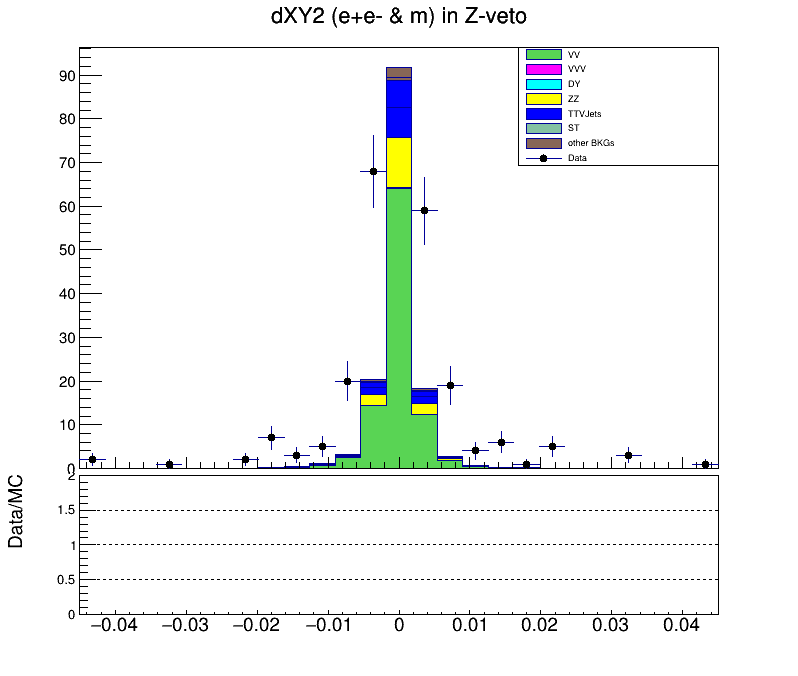 dXY2 (e+e- & m) in Z-veto
VV
VVV
DY
ZZ
TTVJets
ST
other BKGs
Data
90
80
70
60
50
40
30
20
10
0
Data/MC
2
1.5
1
0.5
0
−0.04 −0.03 −0.02 −0.01 0 0.01 0.02 0.03 0.04